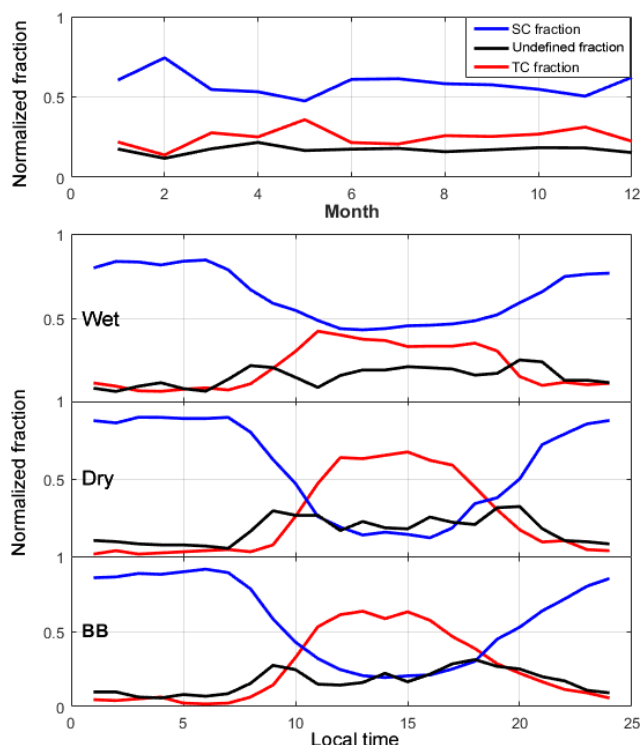 1
SC fraction
Undefined fraction
TC fraction
0.5
0
0 2 4 6 8 10 12
Normalized fraction
Month
1
Wet
0.5
1
Dry
0.5
1
BB
0.5
0
0 5 10 15 20 25
Normalized fraction
Local time